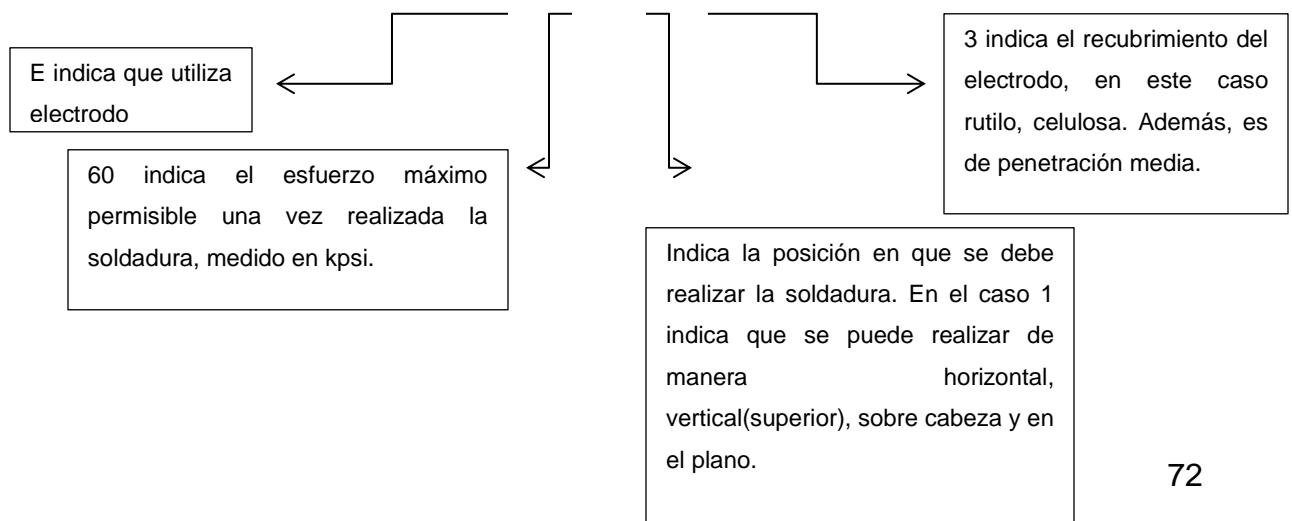 E indica que utiliza
electrodo
60 indica el esfuerzo máximo
permisible una vez realizada la
soldadura, medido en kpsi.
Indica la posición en que se debe
realizar la soldadura. En el caso 1
indica que se puede realizar de
manera horizontal,
vertical(superior), sobre cabeza y en
el plano.
3 indica el recubrimiento del
electrodo, en este caso
rutilo, celulosa. Además, es
de penetración media.
72